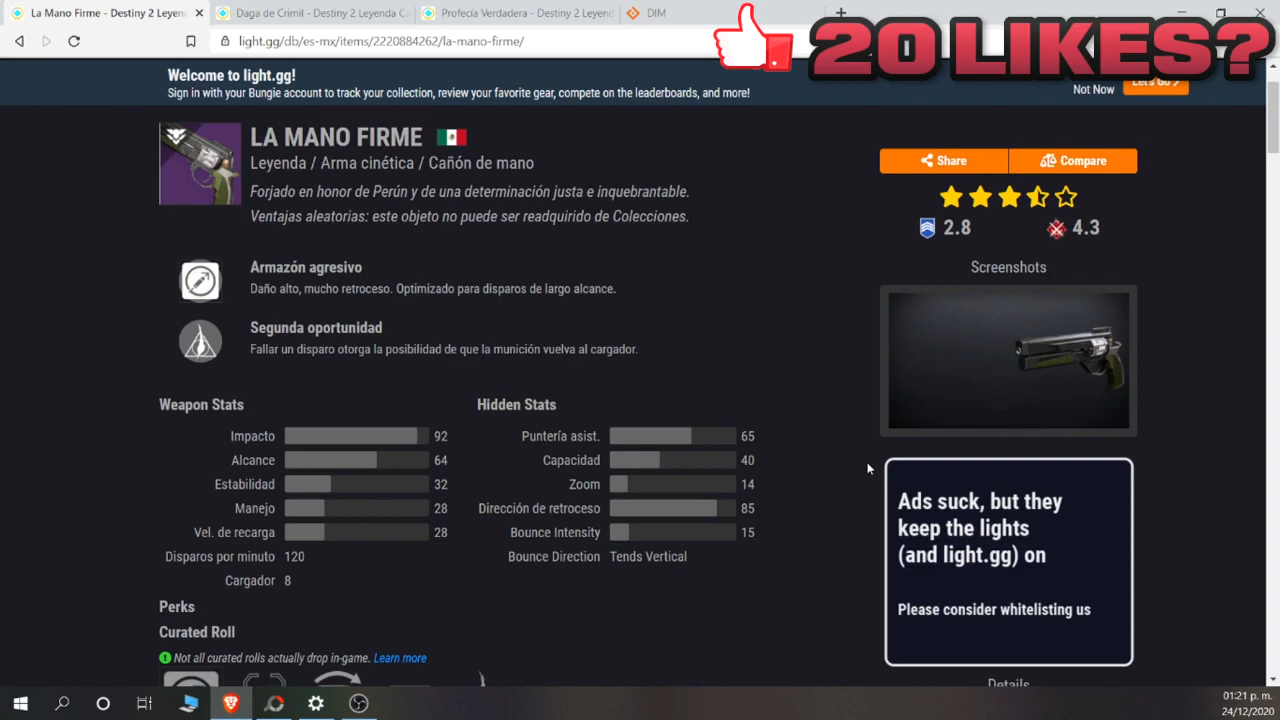 La Mano Firme - Destiny 2 Leyenda
Daga de Crimil - Destiny 2 Leyenda
Profecía Verdadera - Destiny 2 Leyenda
DIM
light.gg/db/es-mx/items/2220884262/la-mano-firme/
20 LIKES?
Welcome to light.gg!
Sign in with your Bungie account to track your collection, review your favorite gear, compete on the leaderboards, and more!
Not Now
Let's Go
LA MANO FIRME
Leyenda / Arma cinética / Cañón de mano
Forjado en honor de Perún y de una determinación justa e inquebrantable.
Ventajas aleatorias: este objeto no puede ser readquirido de Colecciones.
Share
Compare
2.8
4.3
Armazón agresivo
Daño alto, mucho retroceso. Optimizado para disparos de largo alcance.
Segunda oportunidad
Fallar un disparo otorga la posibilidad de que la munición vuelva al cargador.
Screenshots
Weapon Stats
Impacto 92
Alcance 64
Estabilidad 32
Manejo 28
Vel. de recarga 28
Disparos por minuto 120
Cargador 8
Hidden Stats
Puntería asist. 65
Capacidad 40
Zoom 14
Dirección de retroceso 85
Bounce Intensity 15
Bounce Direction Tends Vertical
Ads suck, but they
keep the lights
(and light.gg) on
Please consider whitelisting us
Perks
Curated Roll
Not all curated rolls actually drop in-game. Learn more
Details
01:21 p. m.
24/12/2020